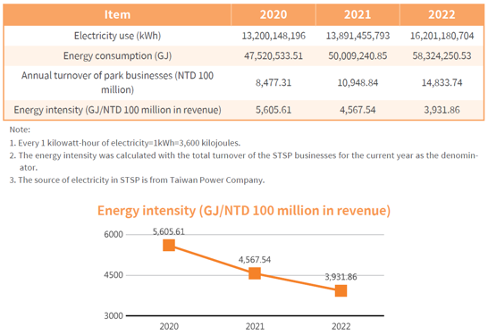 Item 2020 2021 2022
Electricity use (kWh) 13,200,148,196 13,891,455,793 16,201,180,704
Energy consumption (GJ) 47,520,533.51 50,009,240.85 58,324,250.53
Annual turnover of park businesses (NTD 100
million) 8,477.31 10,948.84 14,833.74
Energy intensity (GJ/NTD 100 million in revenue) 5,605.61 4,567.54 3,931.86
Note:
1. Every 1 kilowatt-hour of electricity=1kWh=3,600 kilojoules.
2. The energy intensity was calculated with the total turnover of the STSP businesses for the current year as the denomin-
ator.
3. The source of electricity in STSP is from Taiwan Power Company.
Energy intensity (GJ/NTD 100 million in revenue)
6000
5,605.61
4,567.54
4500
3,931.86
3000
2020 2021 2022